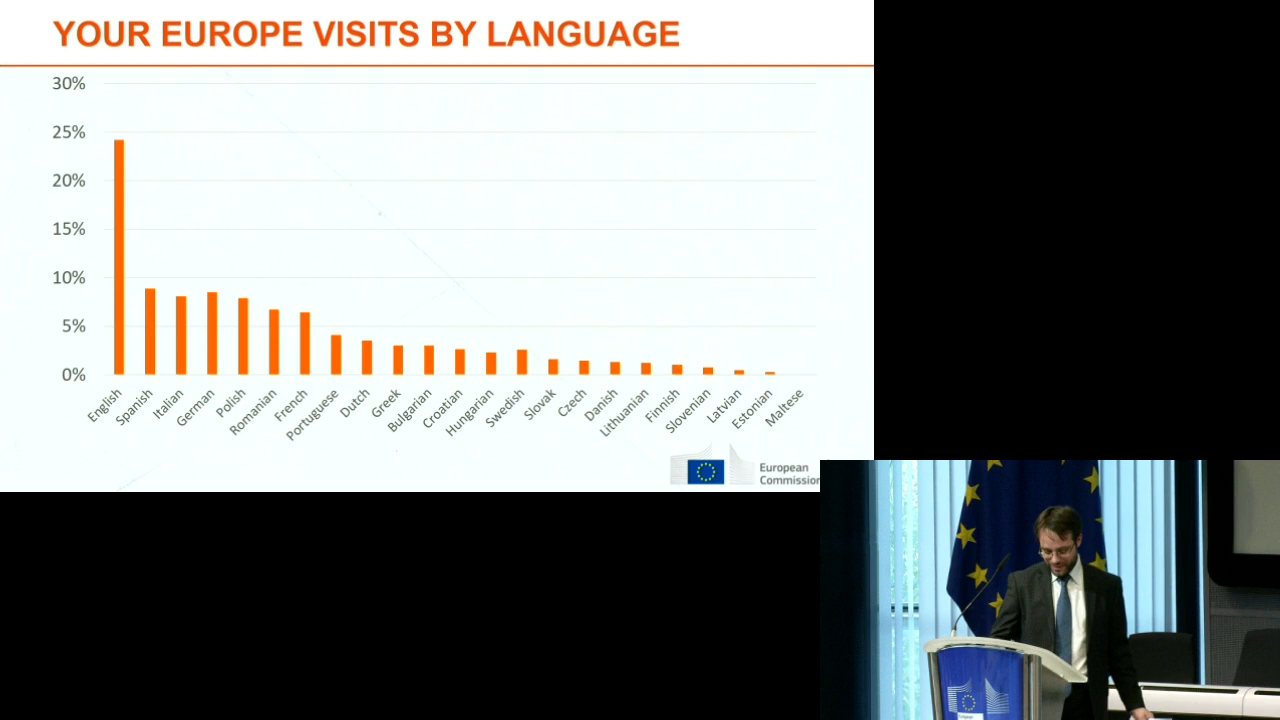 YOUR EUROPE VISITS BY LANGUAGE
30%
25%
20%
15%
10%
5%
0%
English
Spanish
Italian
German
Polish
Romanian
French
Portuguese
Dutch
Greek
Bulgarian
Croatian
Hungarian
Swedish
Slovak
Czech
Danish
Lithuanian
Finnish
Slovenian
Latvian
Estonian
Maltese
European
Commission